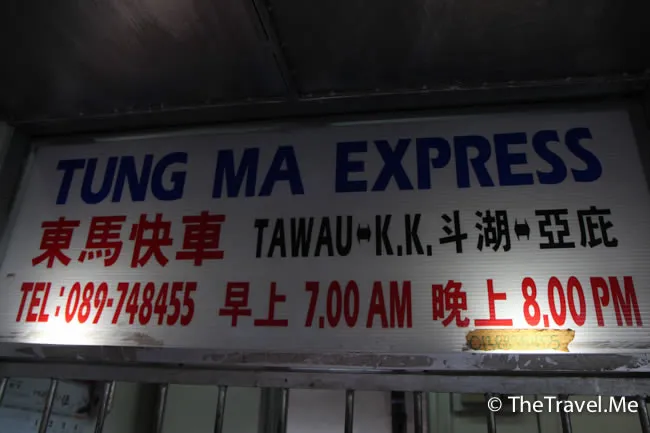 TUNG MA EXPRESS
東馬快車 TAWAU K.K. 斗湖 亞庇
TEL: 089-748455 早上 7.00 AM 晚上 8.00 PM
© TheTravel.Me